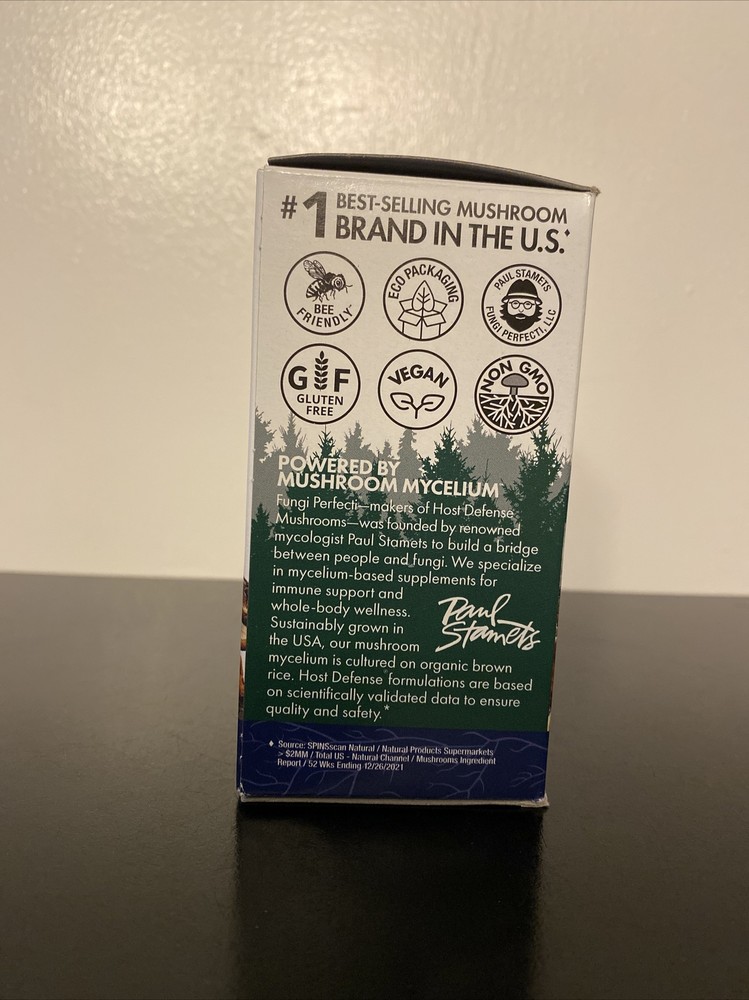 #1 BEST-SELLING MUSHROOM
BRAND IN THE U.S.♦
BEE
FRIENDLY™
ECO PACKAGING
PAUL STAMETS
FUNGI PERFECTI, LLC
G F
GLUTEN
FREE
VEGAN
NON GMO
POWERED BY
MUSHROOM MYCELIUM™
Fungi Perfecti—makers of Host Defense®
Mushrooms—was founded by renowned
mycologist Paul Stamets to build a bridge
between people and fungi. We specialize
in mycelium-based supplements for
immune support and
whole-body wellness.
Sustainably grown in
the USA, our mushroom
Paul
Stamets
mycelium is cultured on organic brown
rice. Host Defense® formulations are based
on scientifically validated data to ensure
quality and safety.*
♦ Source: SPINSscan Natural / Natural Products Supermarkets
> $2MM / Total US - Natural Channel / Mushrooms Ingredient
Report / 52 Wks Ending 12/26/2021